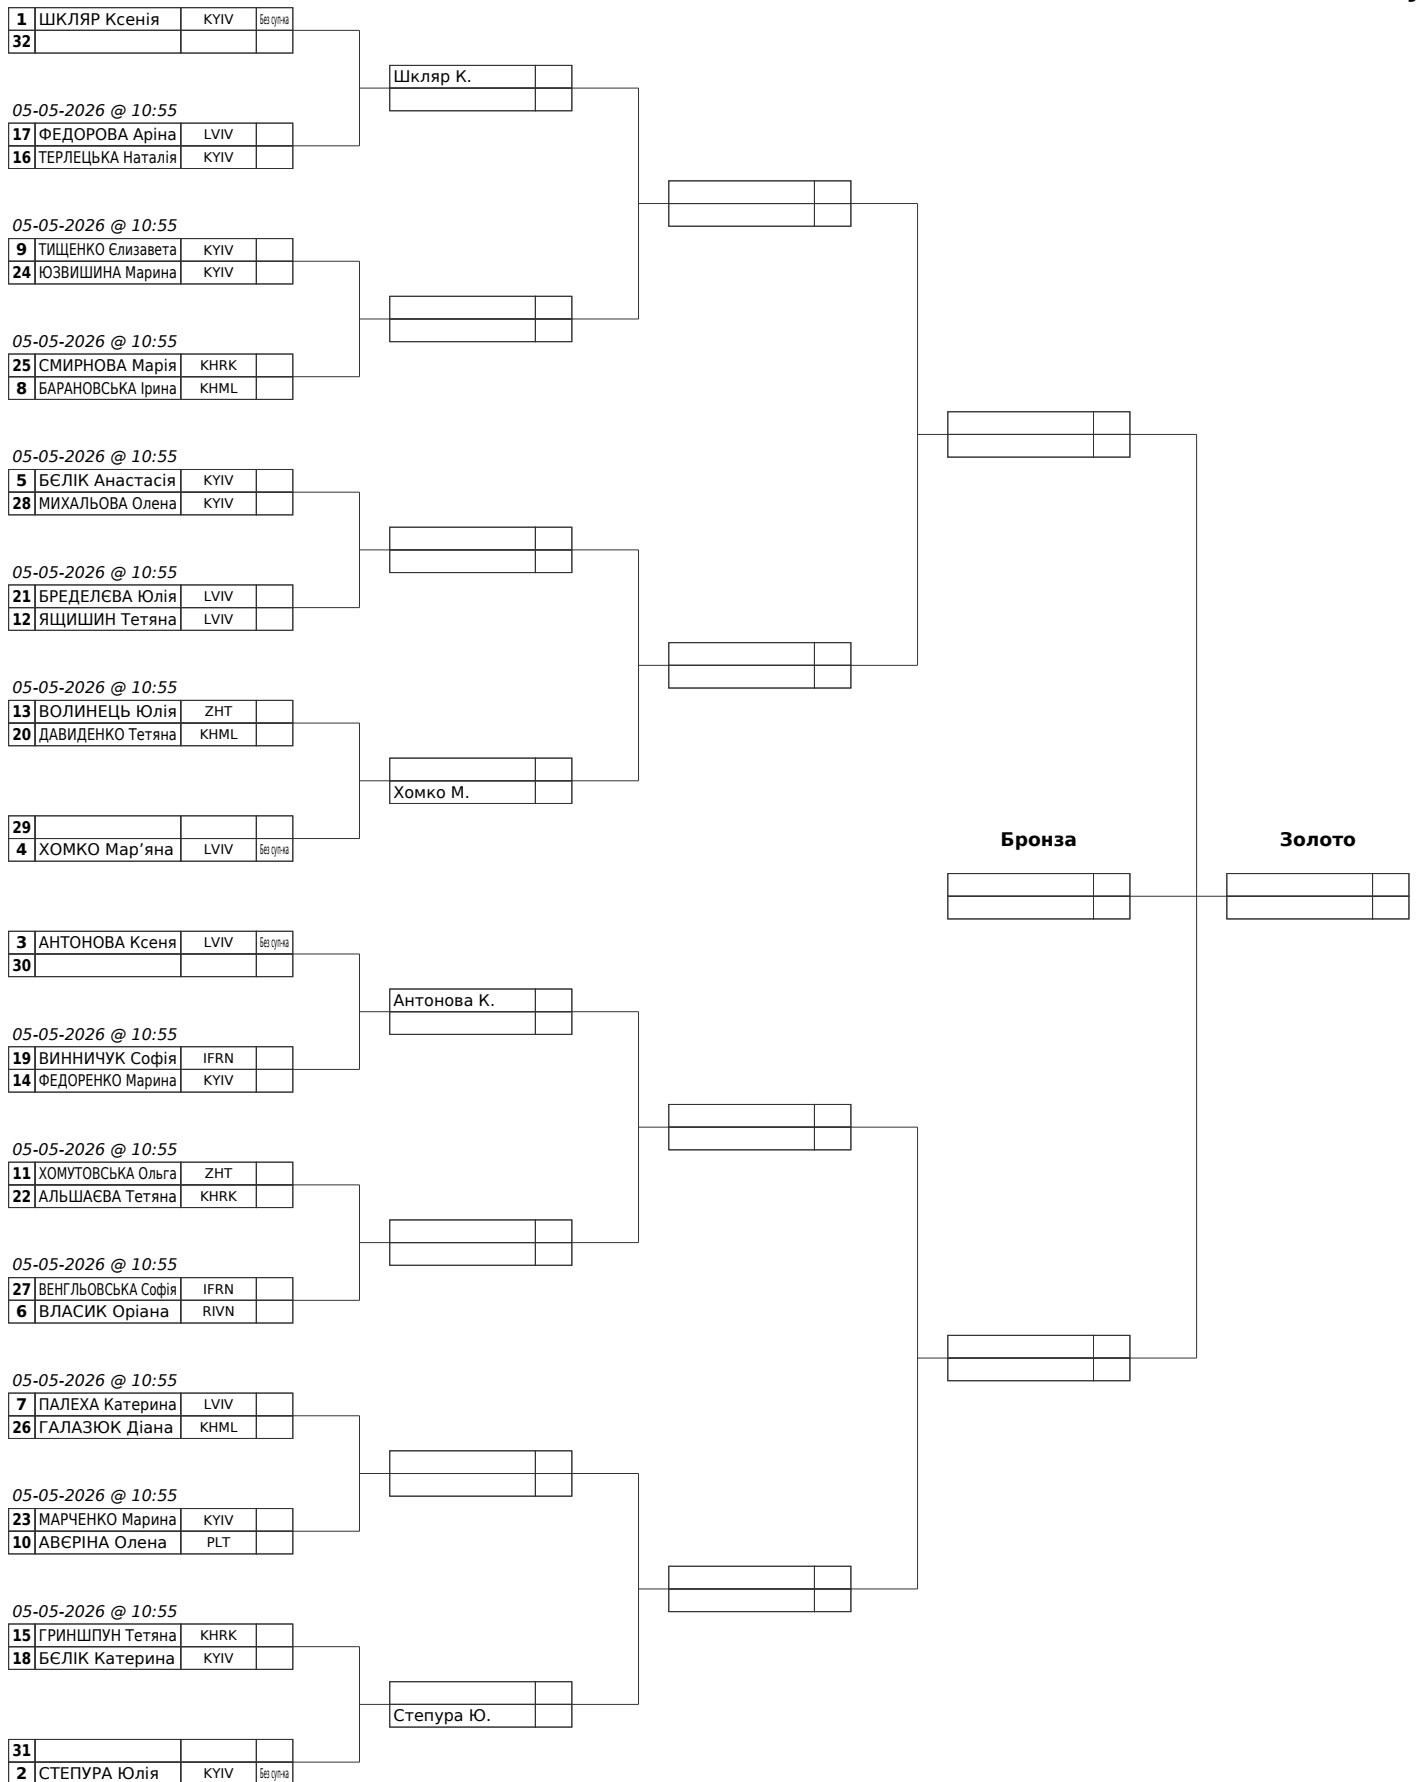 1 ШКЛЯР Ксенія KYIV Без суп-ка
32
Шкляр К.
05-05-2026 @ 10:55
17 ФЕДОРОВА Аріна LVIV
16 ТЕРЛЕЦЬКА Наталія KYIV
05-05-2026 @ 10:55
9 ТИЩЕНКО Єлизавета KYIV
24 ЮЗВИШИНА Марина KYIV
05-05-2026 @ 10:55
25 СМИРНОВА Марія KHRK
8 БАРАНОВСЬКА Ірина KHML
05-05-2026 @ 10:55
5 БЄЛІК Анастасія KYIV
28 МИХАЛЬОВА Олена KYIV
05-05-2026 @ 10:55
21 БРЕДЕЛЄВА Юлія LVIV
12 ЯЩИШИН Тетяна LVIV
05-05-2026 @ 10:55
13 ВОЛИНЕЦЬ Юлія ZHT
20 ДАВИДЕНКО Тетяна KHML
Хомко М.
29
4 ХОМКО Мар’яна LVIV Без суп-ка
Бронза Золото
3 АНТОНОВА Ксеня LVIV Без суп-ка
30
Антонова К.
05-05-2026 @ 10:55
19 ВИННИЧУК Софія IFRN
14 ФЕДОРЕНКО Марина KYIV
05-05-2026 @ 10:55
11 ХОМУТОВСЬКА Ольга ZHT
22 АЛЬШАЄВА Тетяна KHRK
05-05-2026 @ 10:55
27 ВЕНГЛЬОВСЬКА Софія IFRN
6 ВЛАСИК Оріана RIVN
05-05-2026 @ 10:55
7 ПАЛЕХА Катерина LVIV
26 ГАЛАЗЮК Діана KHML
05-05-2026 @ 10:55
23 МАРЧЕНКО Марина KYIV
10 АВЄРІНА Олена PLT
05-05-2026 @ 10:55
15 ГРИНШПУН Тетяна KHRK
18 БЄЛІК Катерина KYIV
Степура Ю.
31
2 СТЕПУРА Юлія KYIV Без суп-ка